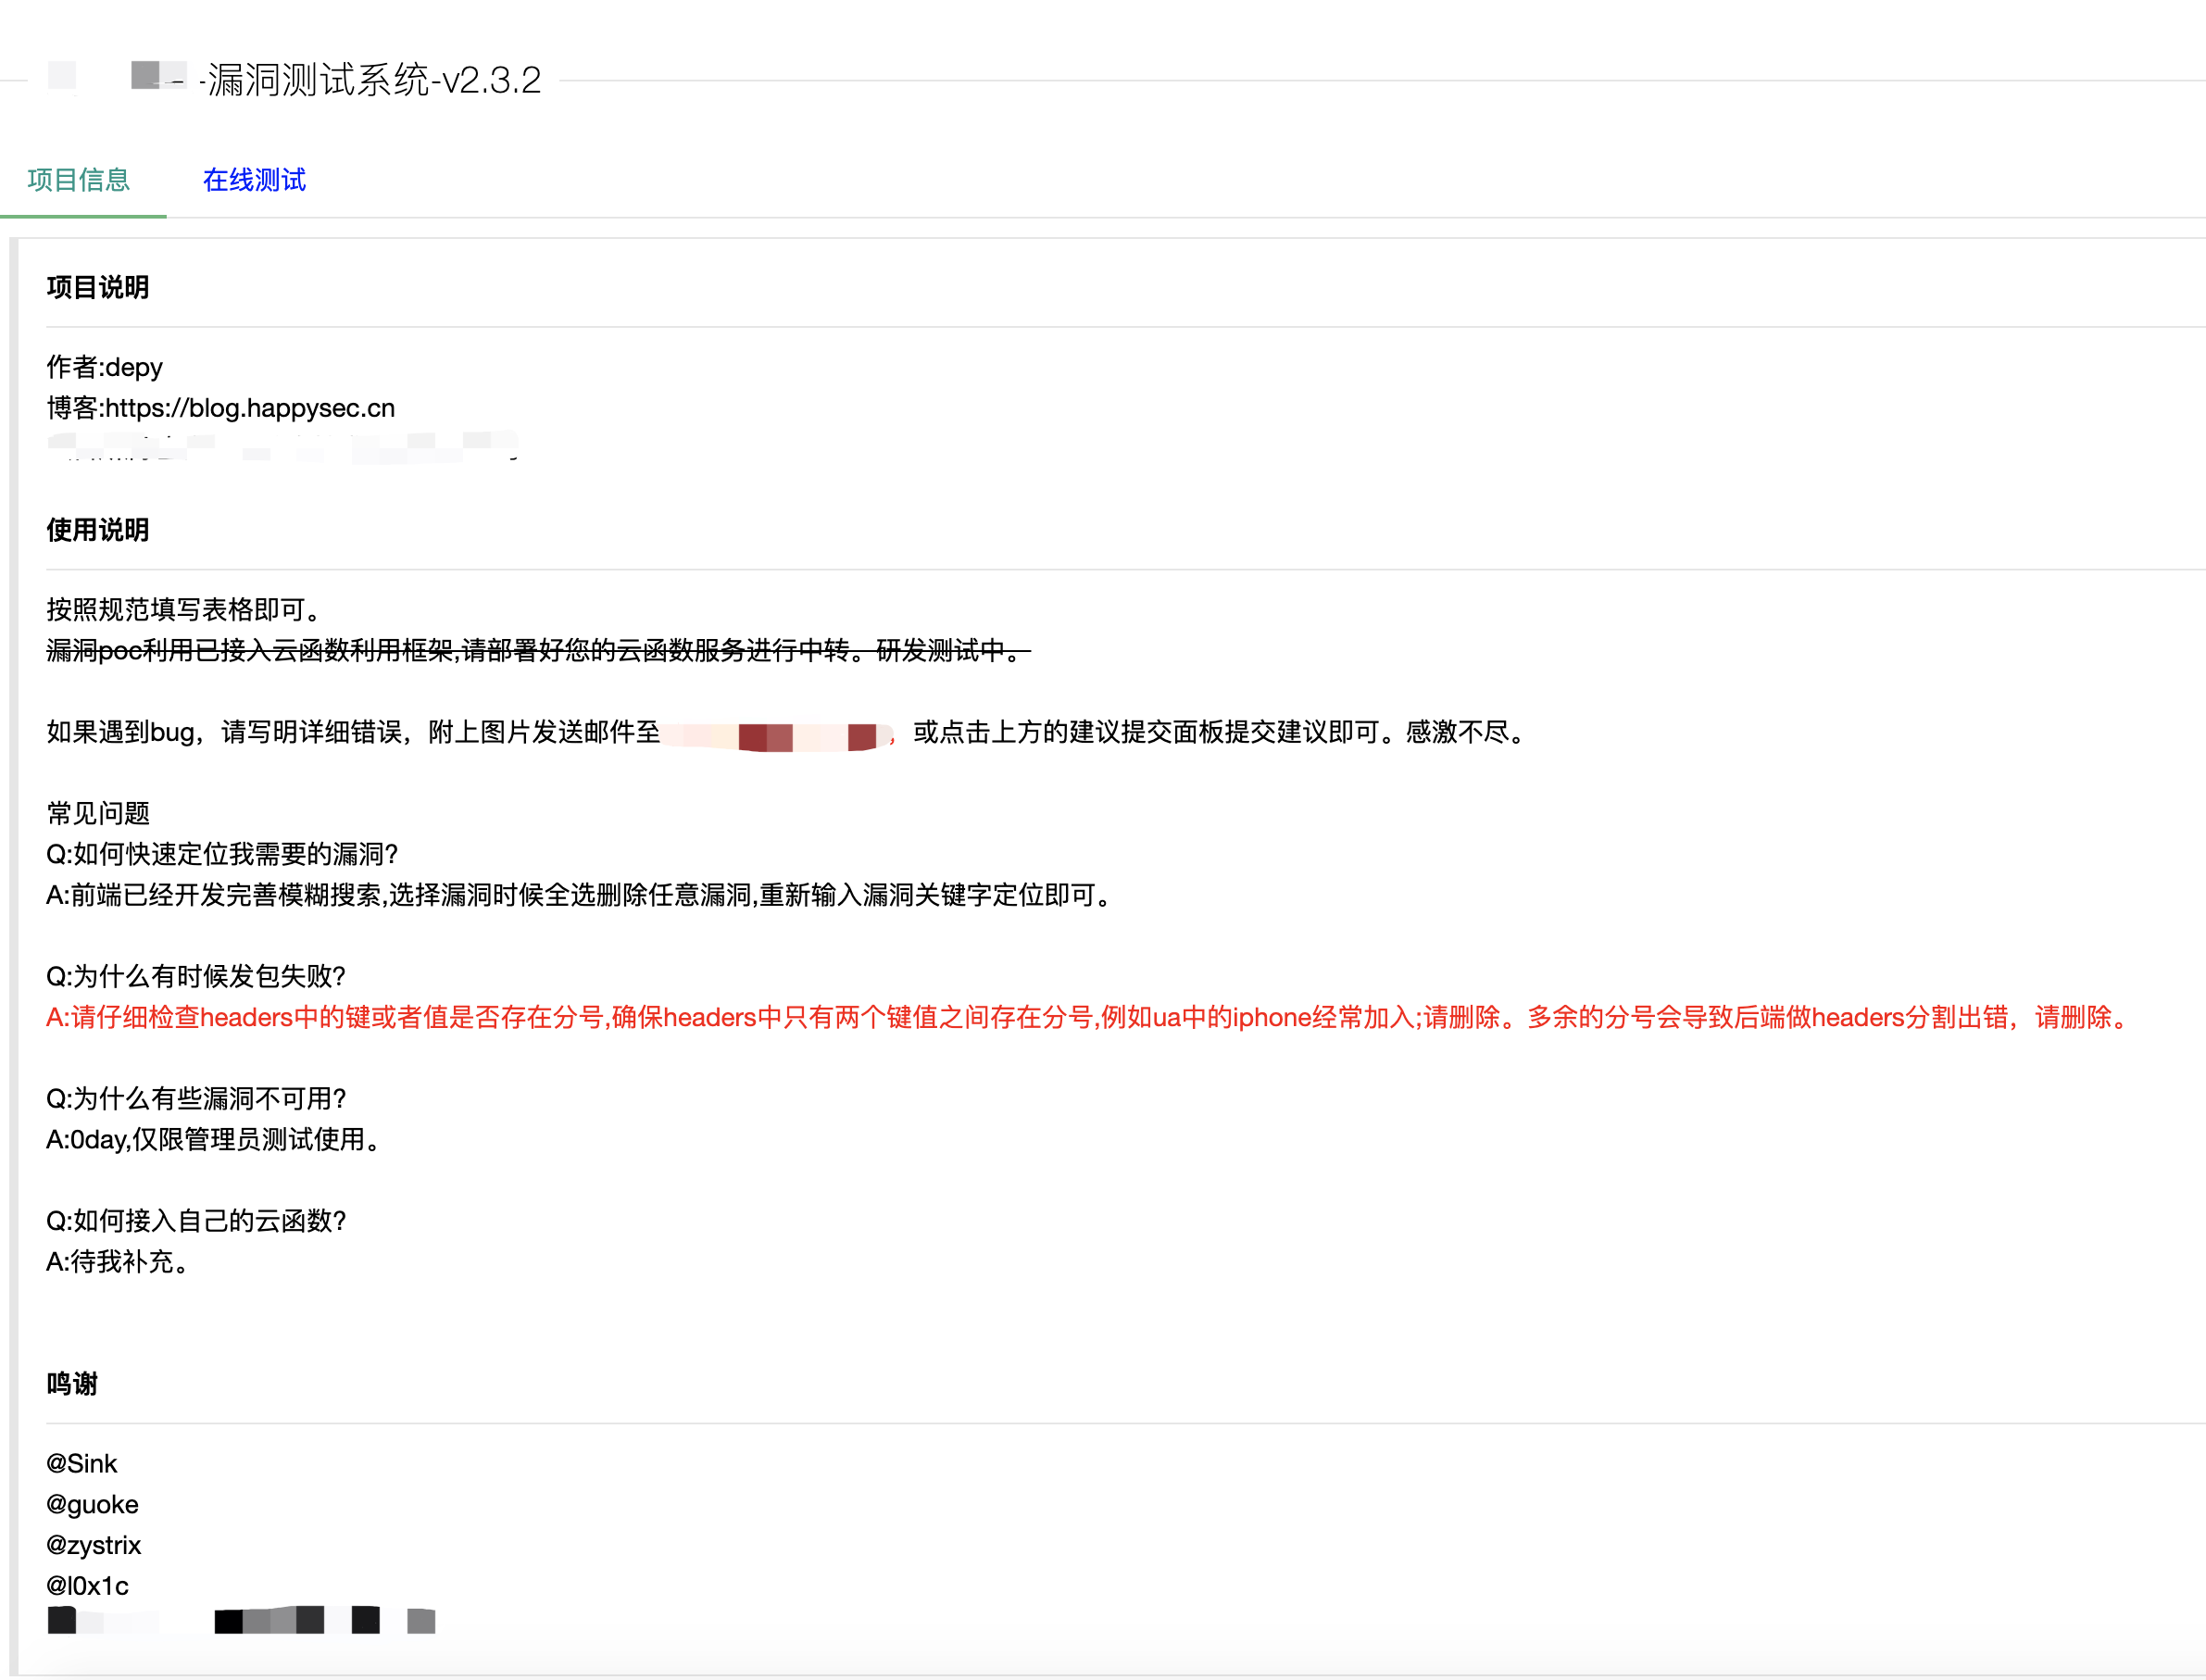 -漏洞测试系统-v2.3.2
项目信息
在线测试
项目说明
作者:depy
博客:https://blog.happysec.cn
使用说明
按照规范填写表格即可。
漏洞poc利用已接入云函数利用框架,请部署好您的云函数服务进行中转。研发测试中。
如果遇到bug，请写明详细错误，附上图片发送邮件至 ，或点击上方的建议提交面板提交建议即可。感激不尽。
常见问题
Q:如何快速定位我需要的漏洞?
A:前端已经开发完善模糊搜索,选择漏洞时候全选删除任意漏洞,重新输入漏洞关键字定位即可。
Q:为什么有时候发包失败?
A:请仔细检查headers中的键或者值是否存在分号,确保headers中只有两个键值之间存在分号,例如ua中的iphone经常加入;请删除。多余的分号会导致后端做headers分割出错，请删除。
Q:为什么有些漏洞不可用?
A:0day,仅限管理员测试使用。
Q:如何接入自己的云函数?
A:待我补充。
鸣谢
@Sink
@guoke
@zystrix
@l0x1c